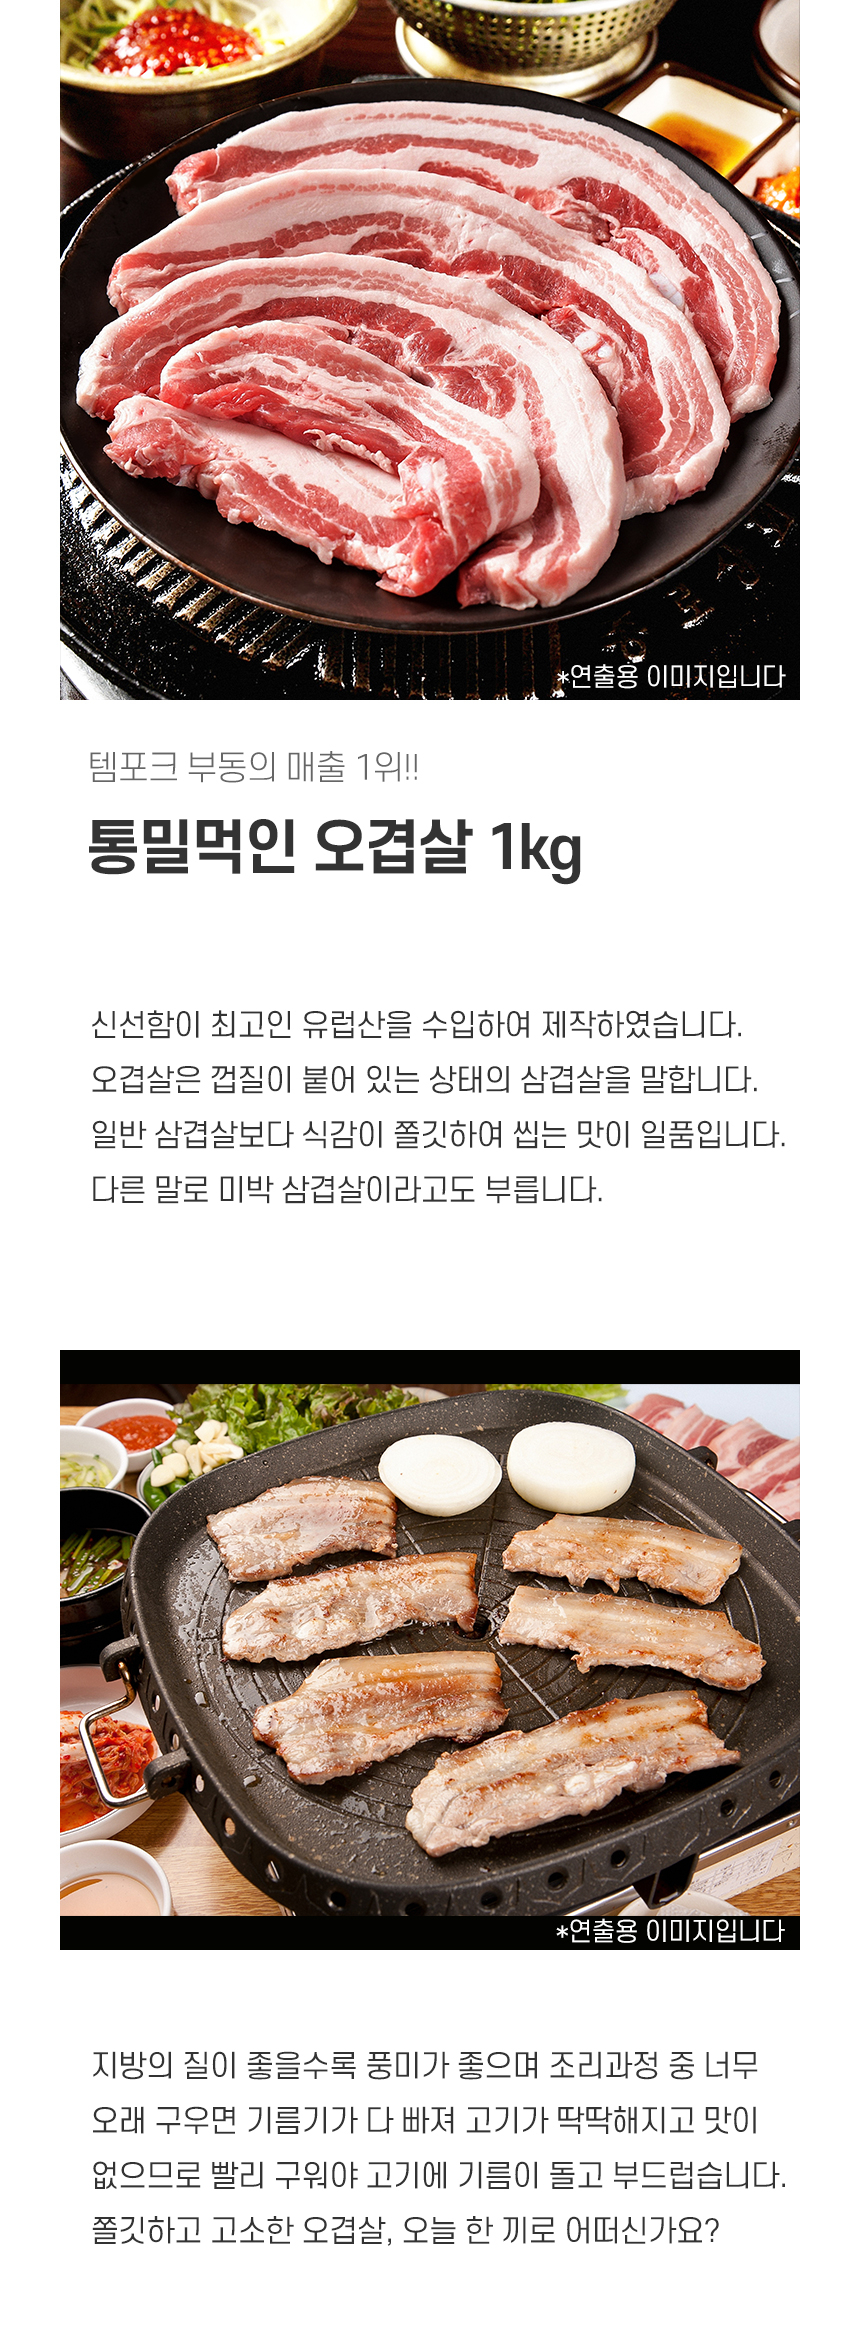 *연출용 이미지입니다
템포크 부동의 매출 1위!!
통밀먹인 오겹살 1kg
신선함이 최고인 유럽산을 수입하여 제작하였습니다.
오겹살은 껍질이 붙어 있는 상태의 삼겹살을 말합니다.
일반 삼겹살보다 식감이 쫄깃하여 씹는 맛이 일품입니다.
다른 말로 미박 삼겹살이라고도 부릅니다.
*연출용 이미지입니다
지방의 질이 좋을수록 풍미가 좋으며 조리과정 중 너무
오래 구우면 기름기가 다 빠져 고기가 딱딱해지고 맛이
없으므로 빨리 구워야 고기에 기름이 돌고 부드럽습니다.
쫄깃하고 고소한 오겹살, 오늘 한 끼로 어떠신가요?